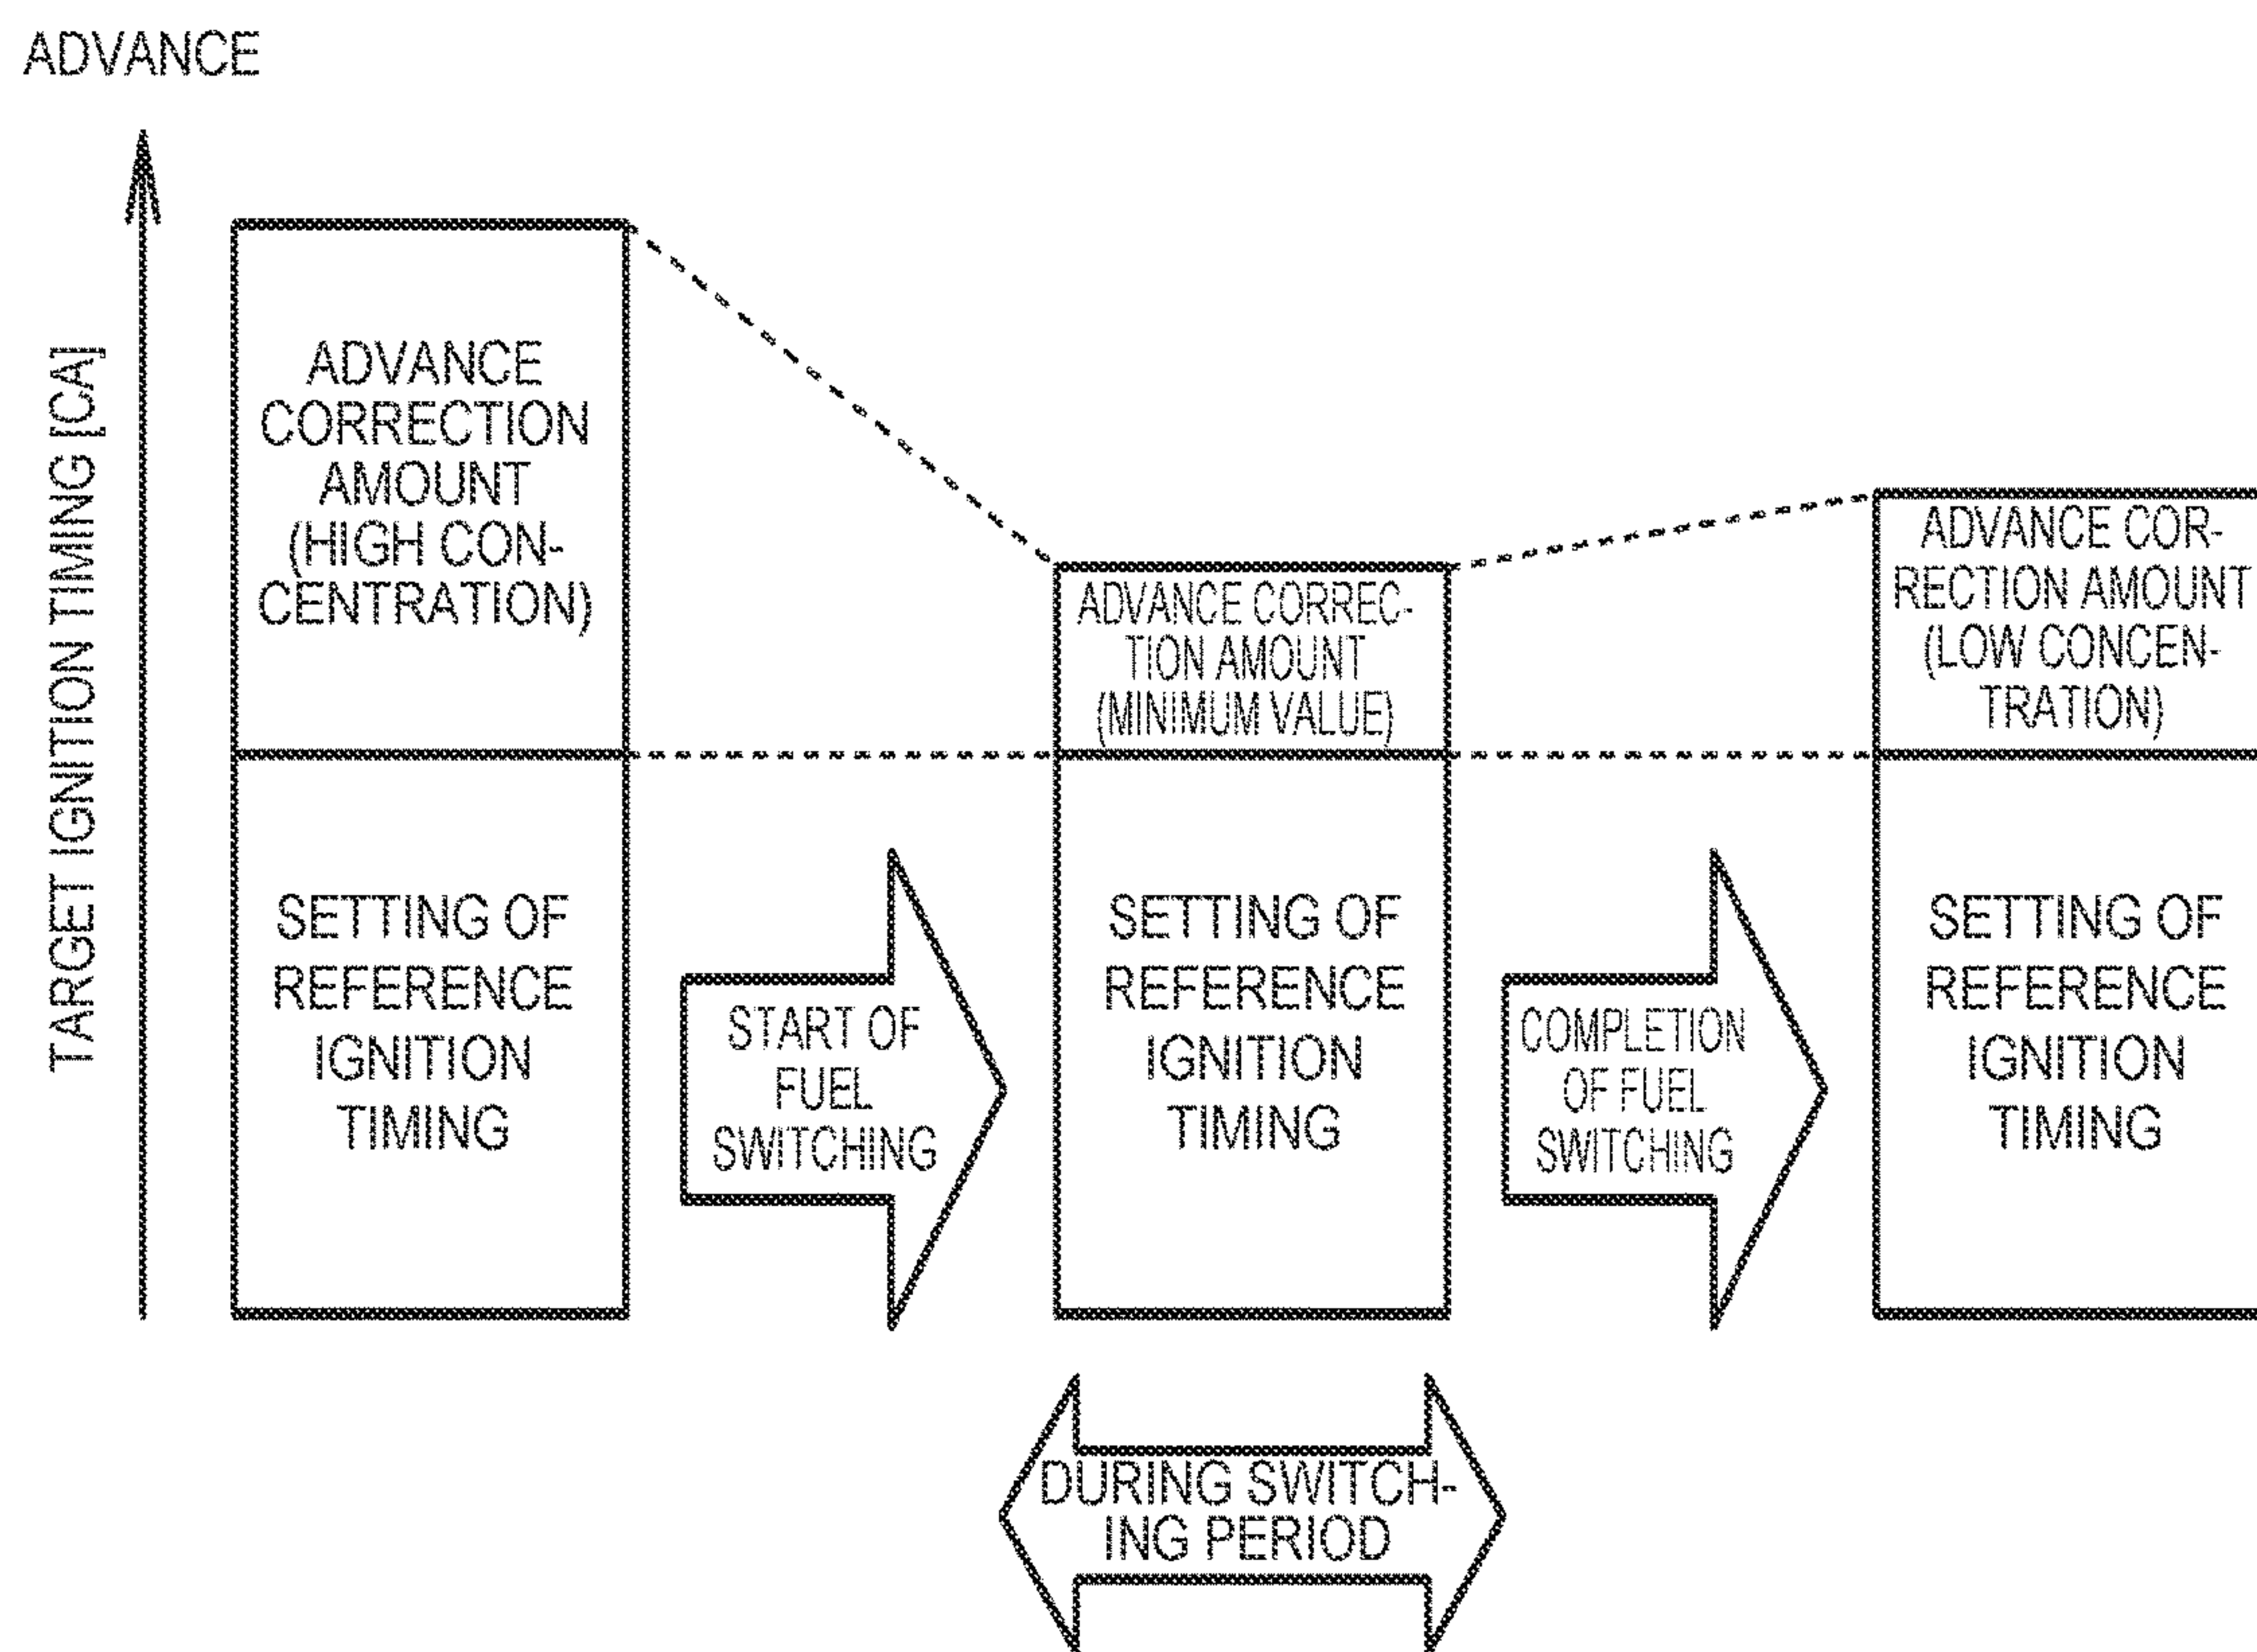 ADVANCE
TARGET IGNITION TIMING [CA]
ADVANCE
CORRECTION
AMOUNT
(HIGH CON-
CENTRATION)
SETTING OF
REFERENCE
IGNITION
TIMING
START OF
FUEL
SWITCHING
ADVANCE CORREC-
TION AMOUNT
(MINIMUM VALUE)
SETTING OF
REFERENCE
IGNITION
TIMING
COMPLETION
OF FUEL
SWITCHING
ADVANCE COR-
RECTION AMOUNT
(LOW CONCEN-
TRATION)
SETTING OF
REFERENCE
IGNITION
TIMING
DURING SWITCH-
ING PERIOD